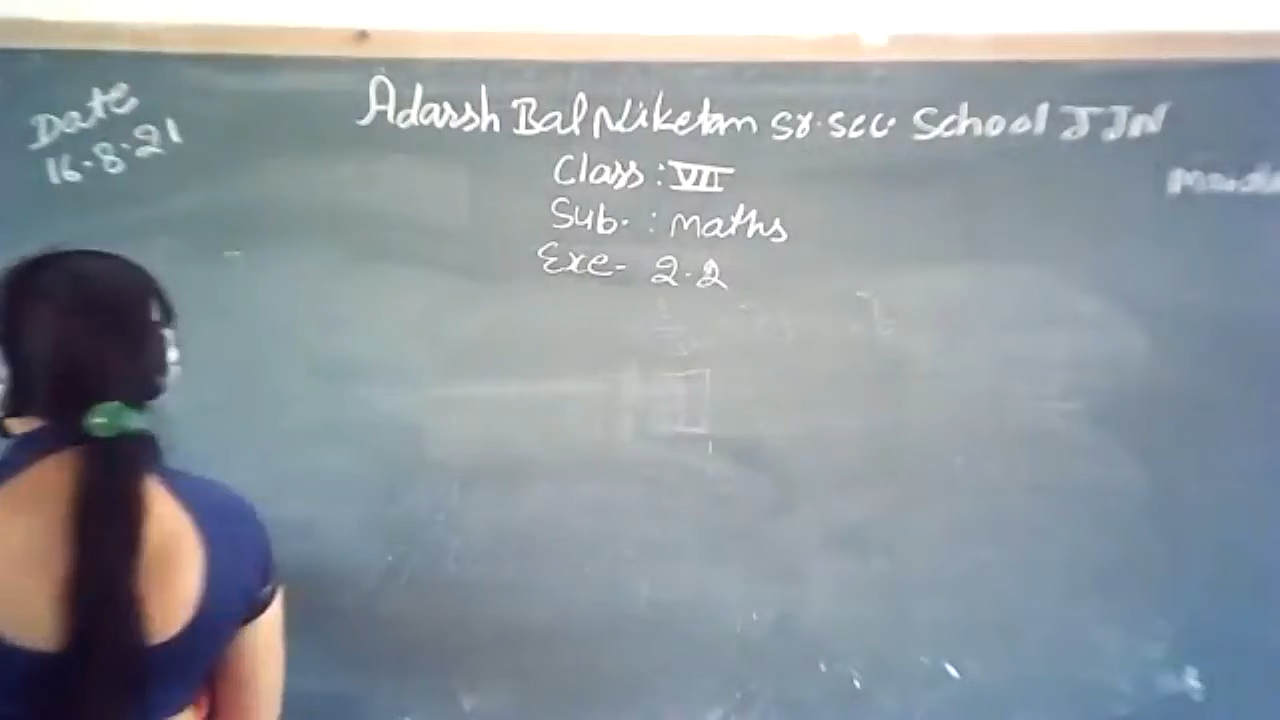 Date
16.8.21
Adarsh Bal Niketan Sr. Sec. School JJN
Class : VII
Sub. : maths
Exe- 2.2